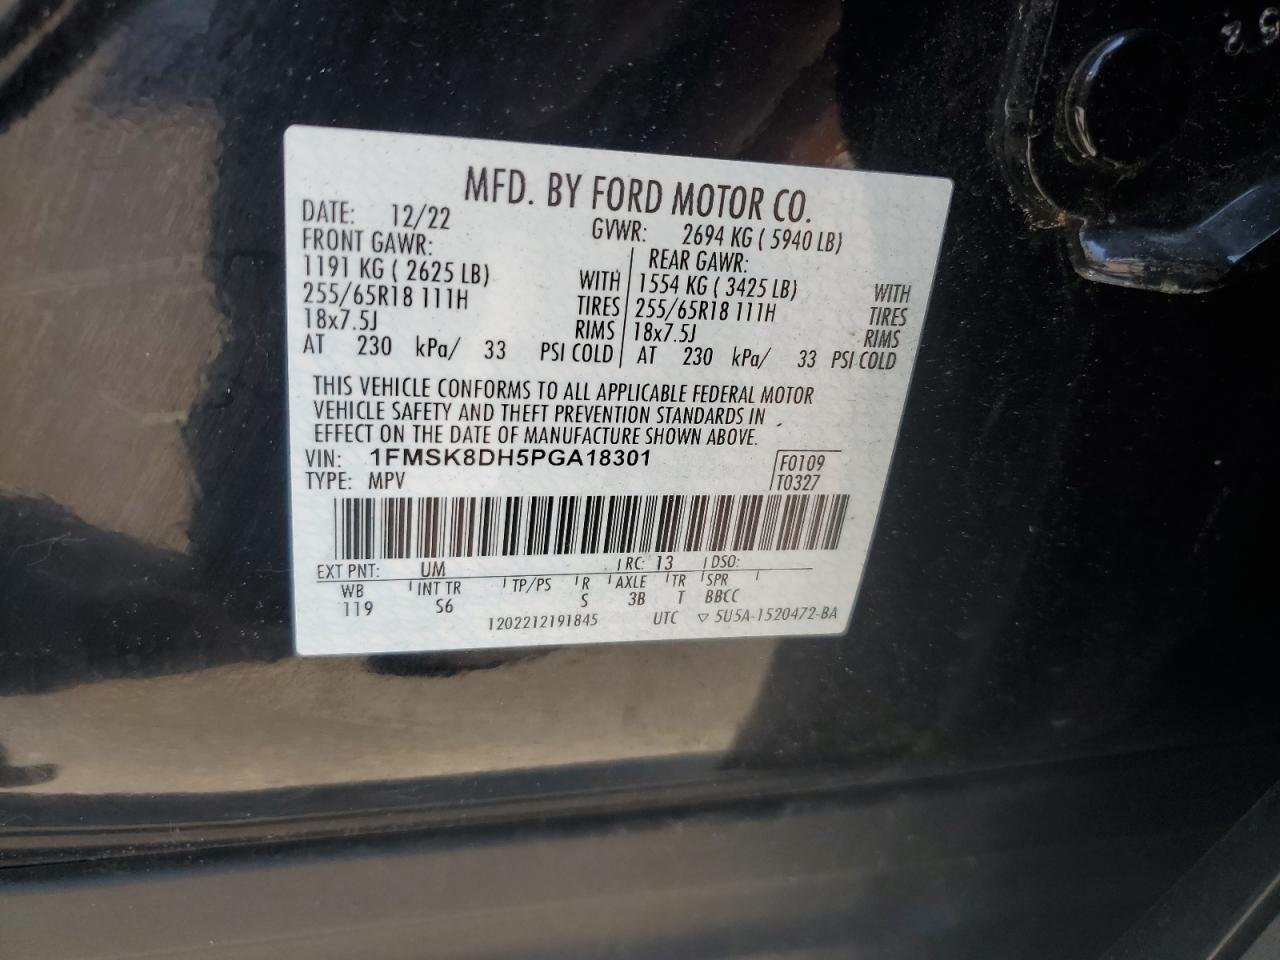 MFD. BY FORD MOTOR CO.
DATE: 12/22 GVWR: 2694 KG ( 5940 LB)
FRONT GAWR: REAR GAWR:
1191 KG ( 2625 LB) WITH 1554 KG ( 3425 LB) WITH
255/65R18 111H TIRES 255/65R18 111H TIRES
18x7.5J RIMS 18x7.5J RIMS
AT 230 kPa/ 33 PSI COLD AT 230 kPa/ 33 PSI COLD
THIS VEHICLE CONFORMS TO ALL APPLICABLE FEDERAL MOTOR
VEHICLE SAFETY AND THEFT PREVENTION STANDARDS IN
EFFECT ON THE DATE OF MANUFACTURE SHOWN ABOVE.
VIN: 1FMSK8DH5PGA18301 F0109
TYPE: MPV T0327
EXT PNT: UM RC: 13 DSO:
WB INT TR TP/PS R AXLE TR SPR
119 S6 S 3B T BBCC
1202212191845 UTC ▽ 5U5A-1520472-BA